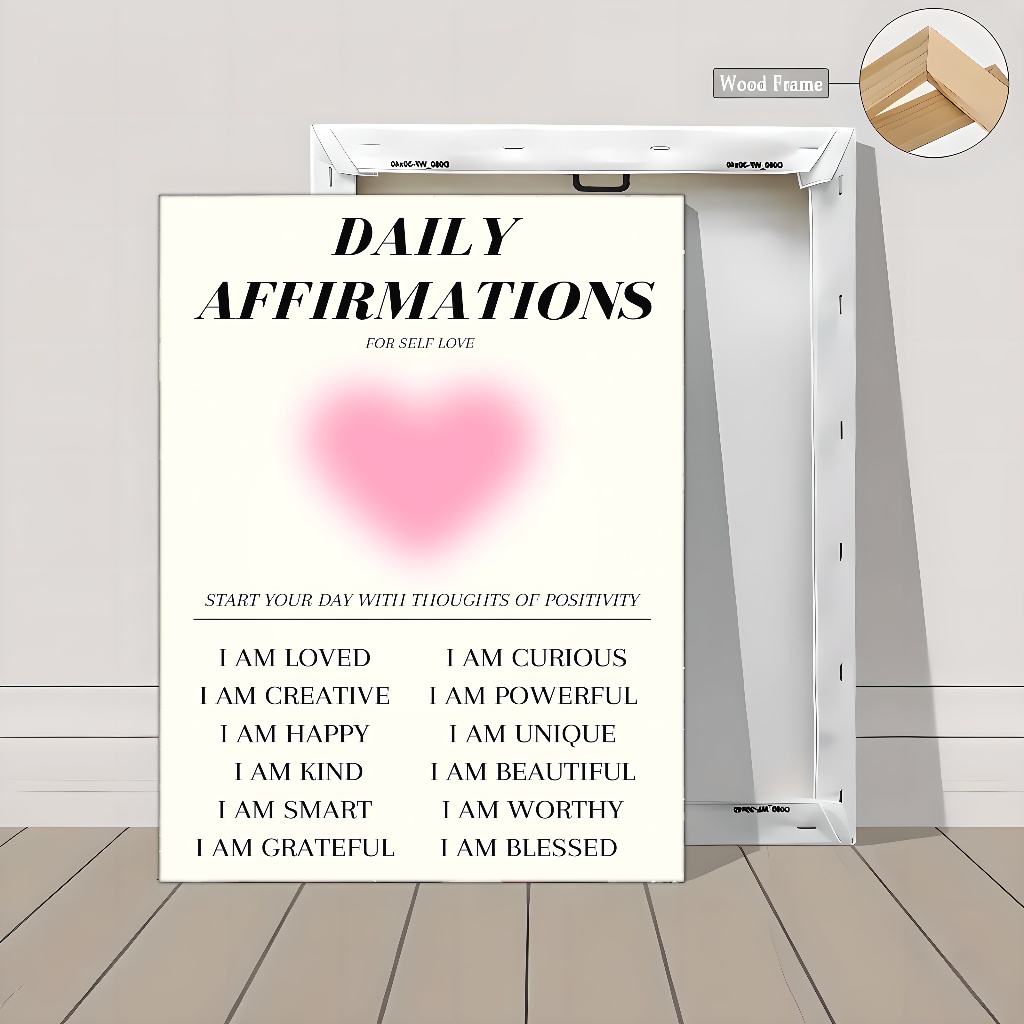 Wood Frame
DAILY
AFFIRMATIONS
FOR SELF LOVE
START YOUR DAY WITH THOUGHTS OF POSITIVITY
I AM LOVED
I AM CREATIVE
I AM HAPPY
I AM KIND
I AM SMART
I AM GRATEFUL
I AM CURIOUS
I AM POWERFUL
I AM UNIQUE
I AM BEAUTIFUL
I AM WORTHY
I AM BLESSED